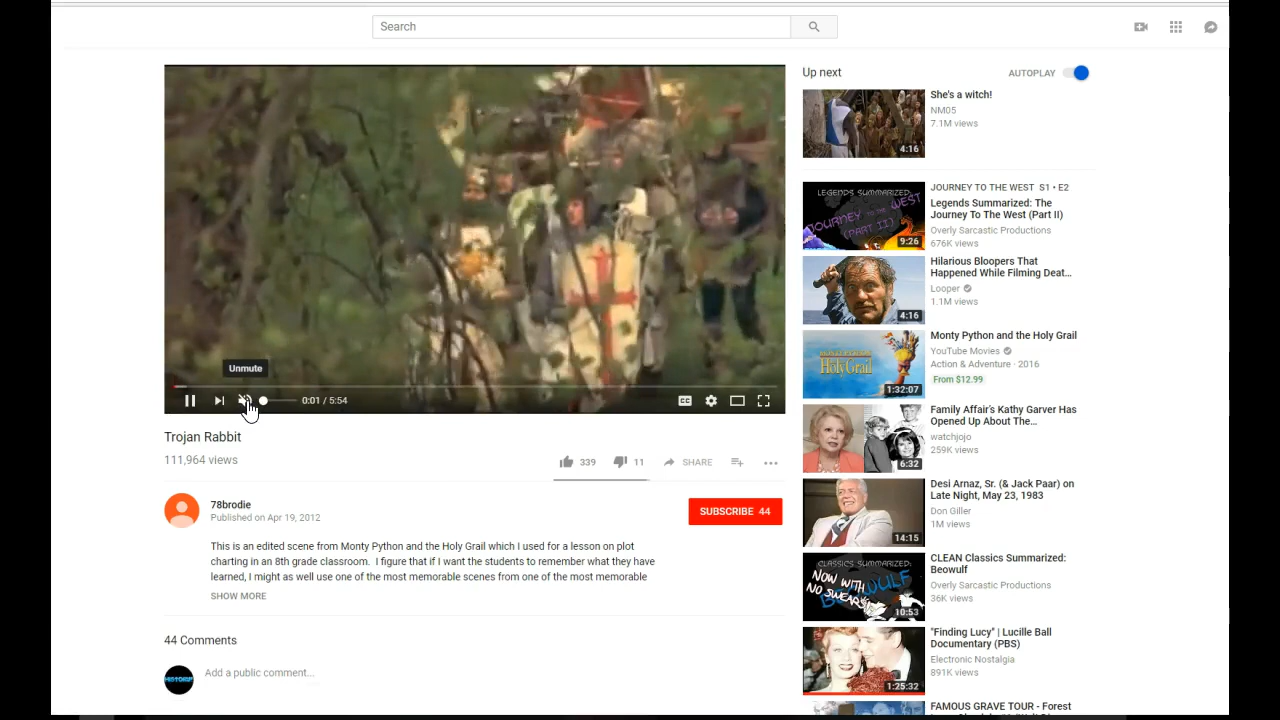 Search
Unmute
0:01 / 5:54
CC
Trojan Rabbit
111,964 views
339
11
SHARE
78brodie
Published on Apr 19, 2012
SUBSCRIBE 44
This is an edited scene from Monty Python and the Holy Grail which I used for a lesson on plot
charting in an 8th grade classroom. I figure that if I want the students to remember what they have
learned, I might as well use one of the most memorable scenes from one of the most memorable
SHOW MORE
44 Comments
Add a public comment...
Up next
AUTOPLAY
She's a witch!
NM05
7.1M views
4:16
LEGENDS SUMMARIZED:
JOURNEY TO THE WEST
(PART II)
9:26
JOURNEY TO THE WEST S1 • E2
Legends Summarized: The
Journey To The West (Part II)
Overly Sarcastic Productions
676K views
4:16
Hilarious Bloopers That
Happened While Filming Deat...
Looper
1.1M views
MONTY PYTHON
HOLY GRAIL
1:32:07
Monty Python and the Holy Grail
YouTube Movies
Action & Adventure · 2016
From $12.99
6:32
Family Affair's Kathy Garver Has
Opened Up About The...
watchjojo
259K views
14:15
Desi Arnaz, Sr. (& Jack Paar) on
Late Night, May 23, 1983
Don Giller
1M views
CLASSICS SUMMARIZED:
BEOWULF
NOW WITH
NO SWEARS!
10:53
CLEAN Classics Summarized:
Beowulf
Overly Sarcastic Productions
36K views
1:25:32
"Finding Lucy" | Lucille Ball
Documentary (PBS)
Electronic Nostalgia
891K views
FAMOUS GRAVE TOUR - Forest